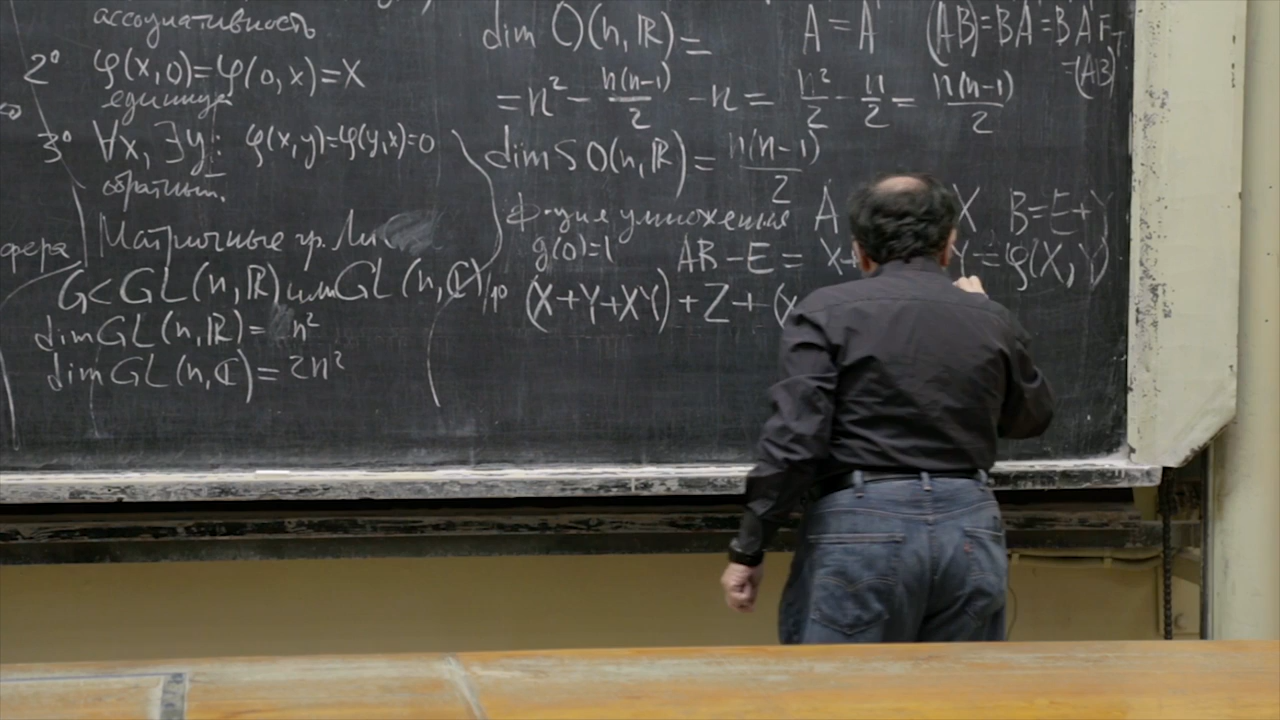 ассоциативность
2° φ(x,0)=φ(0,x)=X
единица
3° ∀x, ∃y: φ(x,y)=φ(y,x)=0
обратный.
Матричные гр. Ли
фера
G<GL(n,ℝ) или GL(n,ℂ)
dim GL(n,ℝ)= n²
dim GL(n,ℂ)= 2n²
dim O(n,ℝ)=
=n²- n(n-1)/2 -n = n²/2 - n/2 = n(n-1)/2
dim SO(n,ℝ)= n(n-1)/2
ф-ция умножения A X B=E+Y
g(0)=1 AB-E= X+ Y=φ(X,Y)
(X+Y+XY)+Z+(x
A=A
(AB)=BA=BA
=(AB)